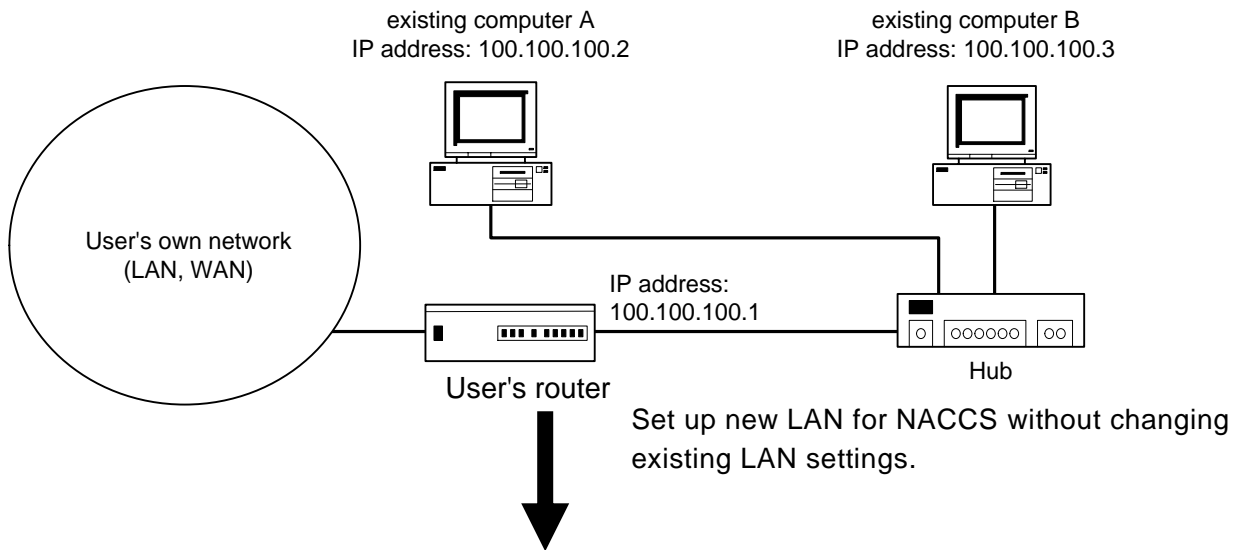 existing computer A
IP address: 100.100.100.2
existing computer B
IP address: 100.100.100.3
User's own network
(LAN, WAN)
IP address:
100.100.100.1
User's router
Hub
Set up new LAN for NACCS without changing
existing LAN settings.